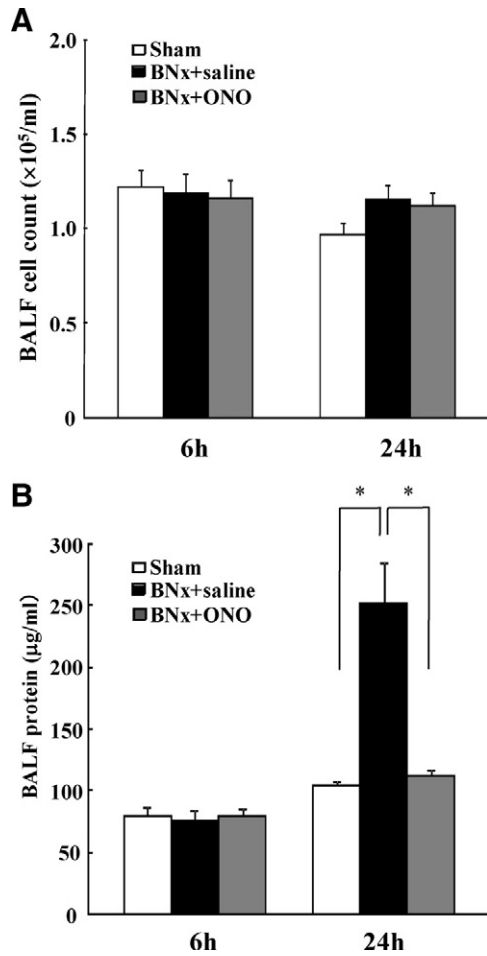 A
2.0
Sham
BNx+saline
BNx+ONO
1.5
1.0
0.5
0
BALF cell count (×10⁵/ml)
6h 24h
B
* *
300
Sham
BNx+saline
BNx+ONO
250
200
150
100
50
0
BALF protein (μg/ml)
6h 24h